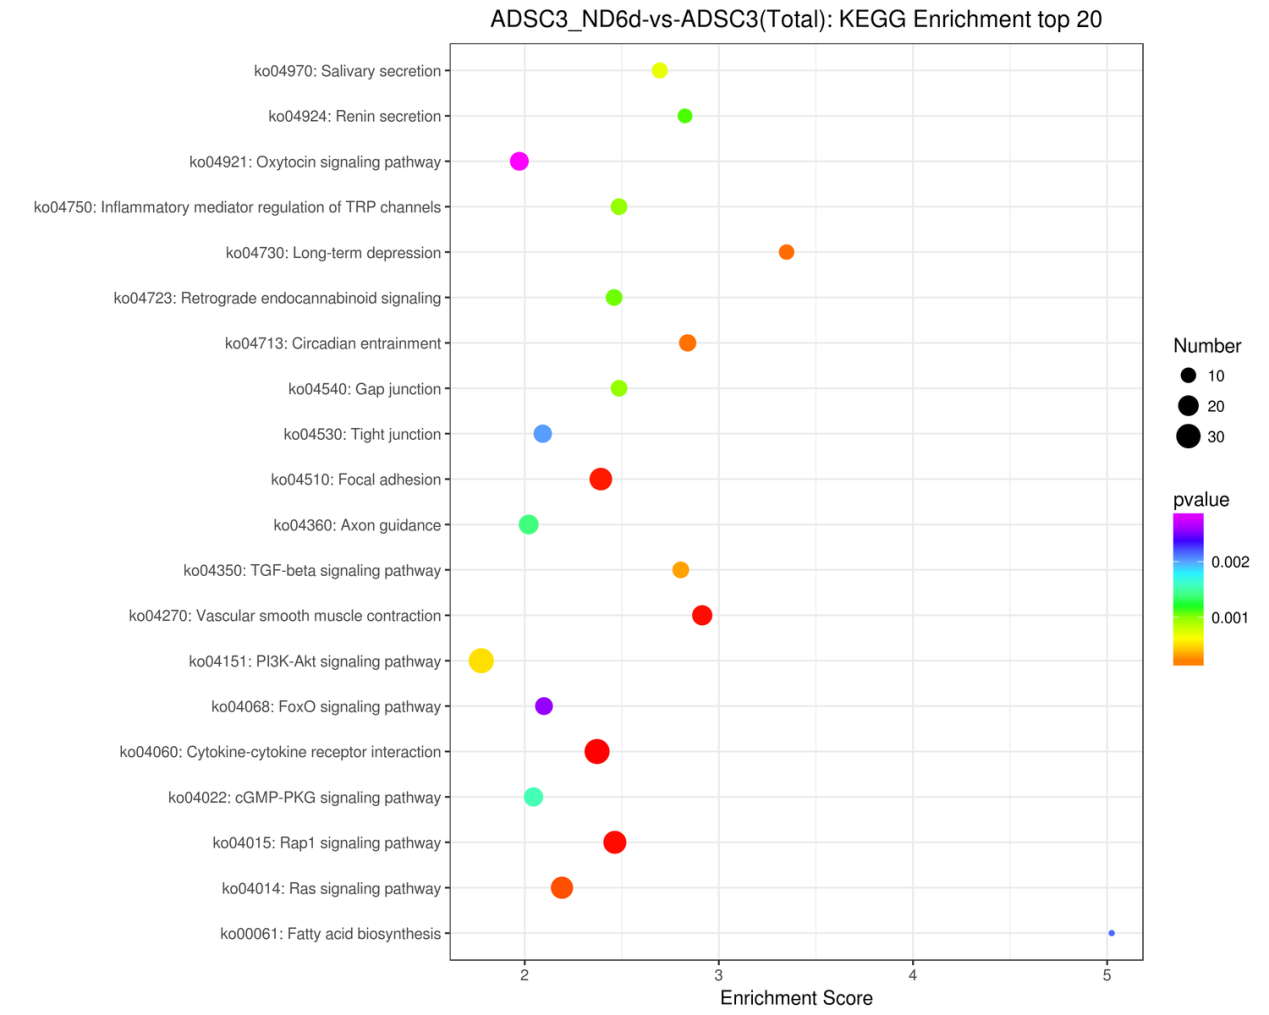 ADSC3_ND6d-vs-ADSC3(Total): KEGG Enrichment top 20
ko04970: Salivary secretion
ko04924: Renin secretion
ko04921: Oxytocin signaling pathway
ko04750: Inflammatory mediator regulation of TRP channels
ko04730: Long-term depression
ko04723: Retrograde endocannabinoid signaling
ko04713: Circadian entrainment
ko04540: Gap junction
ko04530: Tight junction
ko04510: Focal adhesion
ko04360: Axon guidance
ko04350: TGF-beta signaling pathway
ko04270: Vascular smooth muscle contraction
ko04151: PI3K-Akt signaling pathway
ko04068: FoxO signaling pathway
ko04060: Cytokine-cytokine receptor interaction
ko04022: cGMP-PKG signaling pathway
ko04015: Rap1 signaling pathway
ko04014: Ras signaling pathway
ko00061: Fatty acid biosynthesis
2 3 4 5
Enrichment Score
Number
10
20
30
pvalue
0.002
0.001